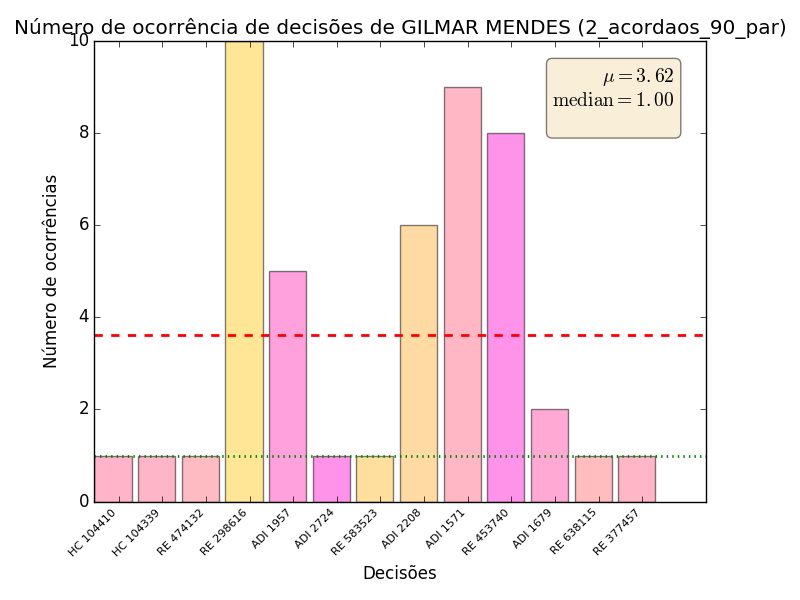 Número de ocorrência de decisões de GILMAR MENDES (2_acordaos_90_par)
μ = 3.62
median = 1.00
Número de ocorrências
10
8
6
4
2
0
HC 104410
HC 104339
RE 474132
RE 298616
ADI 1957
ADI 2724
RE 583523
ADI 2208
ADI 1571
RE 453740
ADI 1679
RE 638115
RE 377457
Decisões